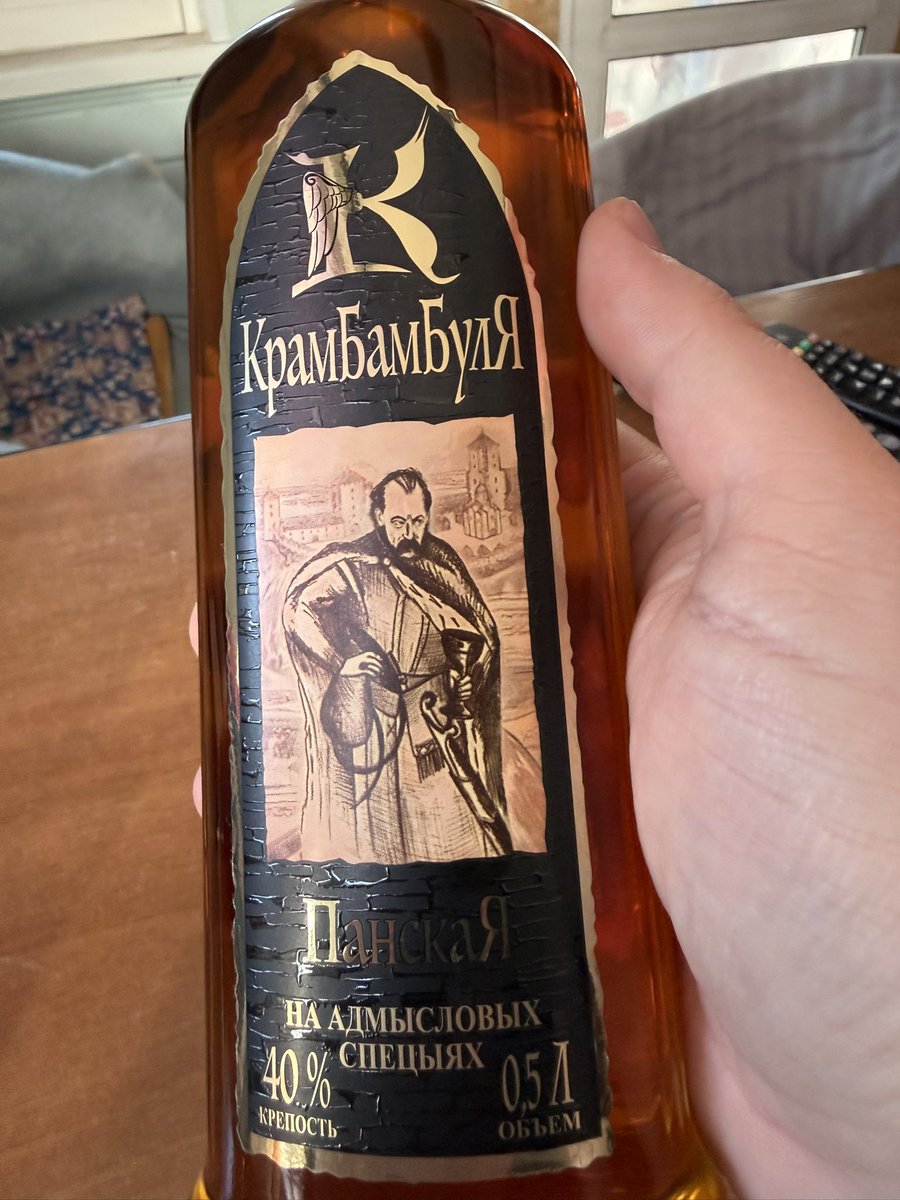 К
КрамБамБулЯ
ПанскаЯ
НА АДМЫСЛОВЫХ
СПЕЦЫЯХ
40 %
КРЕПОСТЬ
0,5 Л
ОБЪЕМ